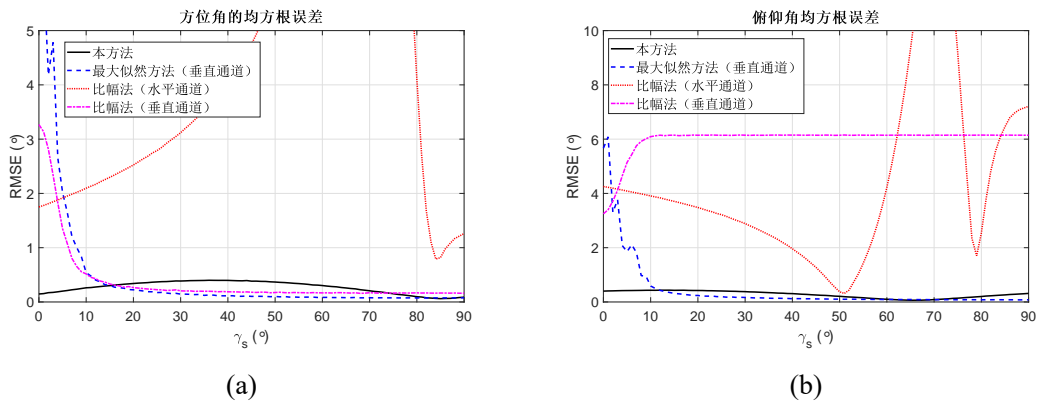 方位角的均方根误差
5
4
3
2
1
0
RMSE (°)
本方法
最大似然方法（垂直通道）
比幅法（水平通道）
比幅法（垂直通道）
0 10 20 30 40 50 60 70 80 90
γs (°)
(a)
俯仰角均方根误差
10
8
6
4
2
0
RMSE (°)
本方法
最大似然方法（垂直通道）
比幅法（水平通道）
比幅法（垂直通道）
0 10 20 30 40 50 60 70 80 90
γs (°)
(b)